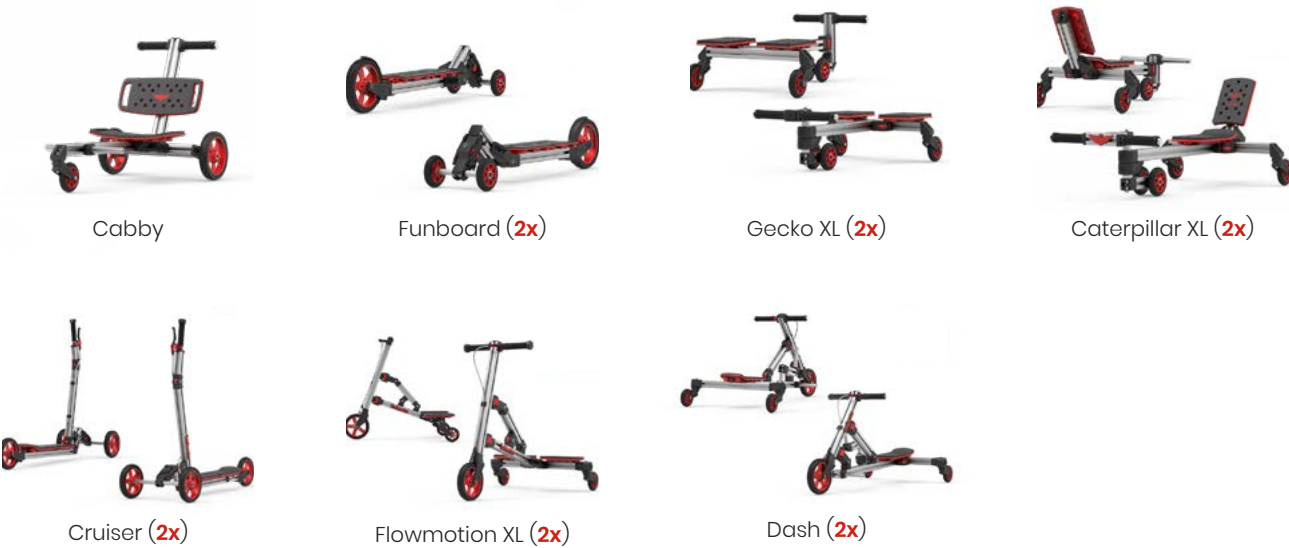 Cabby
Funboard (2x)
Gecko XL (2x)
Caterpillar XL (2x)
Cruiser (2x)
Flowmotion XL (2x)
Dash (2x)